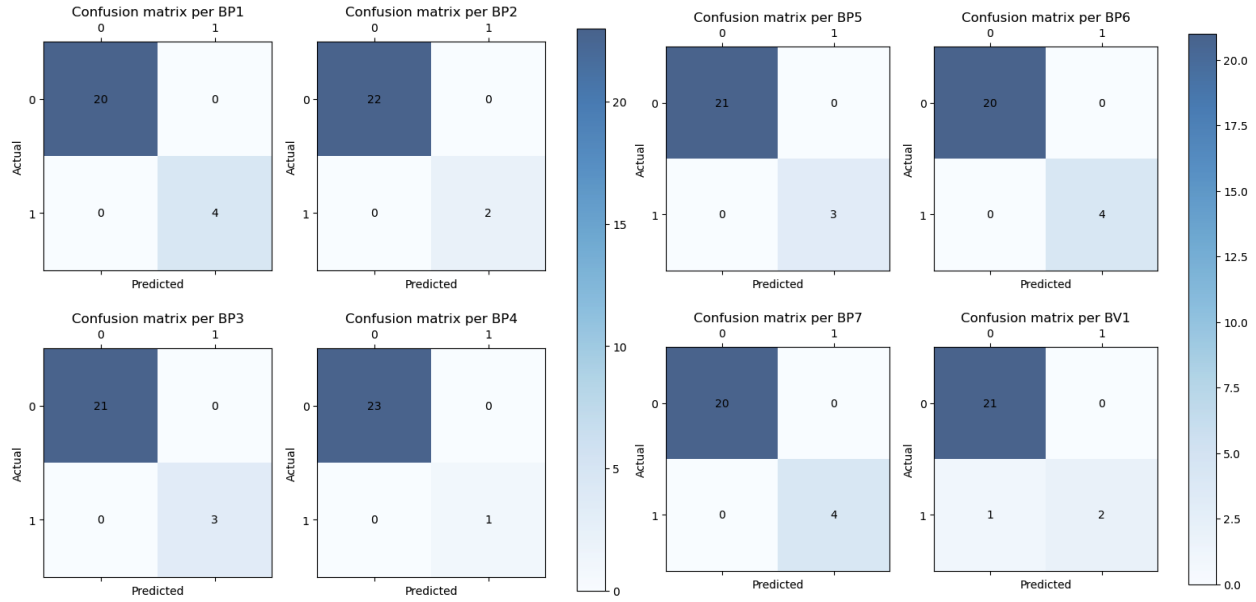 Confusion matrix per BP1
0 1
Actual
0 20 0
1 0 4
Predicted
Confusion matrix per BP2
0 1
0 22 0
1 0 2
Predicted
Confusion matrix per BP3
0 1
Actual
0 21 0
1 0 3
Predicted
Confusion matrix per BP4
0 1
Actual
0 23 0
1 0 1
Predicted
20
15
10
5
0
Confusion matrix per BP5
0 1
Actual
0 21 0
1 0 3
Predicted
Confusion matrix per BP6
0 1
Actual
0 20 0
1 0 4
Predicted
Confusion matrix per BP7
0 1
Actual
0 20 0
1 0 4
Predicted
Confusion matrix per BV1
0 1
Actual
0 21 0
1 1 2
Predicted
20.0
17.5
15.0
12.5
10.0
7.5
5.0
2.5
0.0